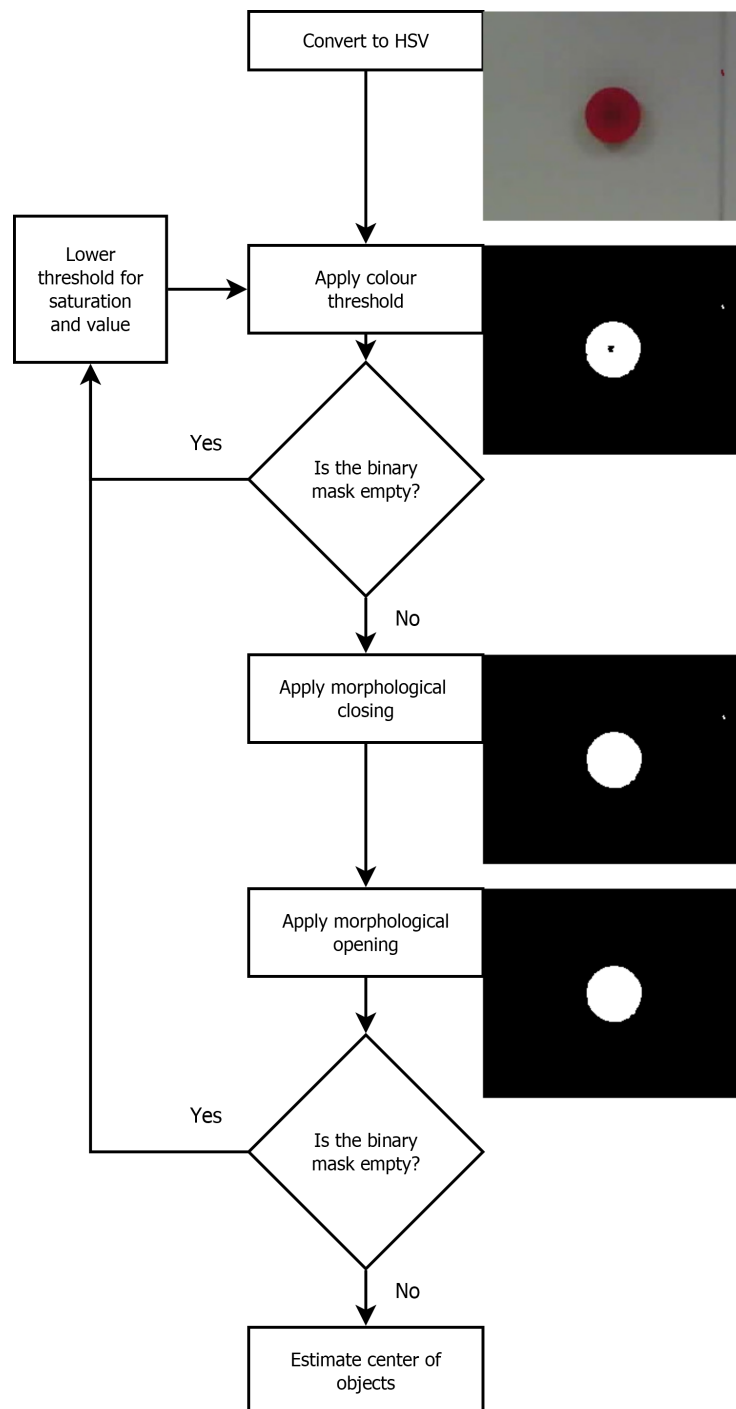 Convert to HSV
Lower
threshold for
saturation
and value
Apply colour
threshold
Yes
Is the binary
mask empty?
No
Apply morphological
closing
Apply morphological
opening
Yes
Is the binary
mask empty?
No
Estimate center of
objects